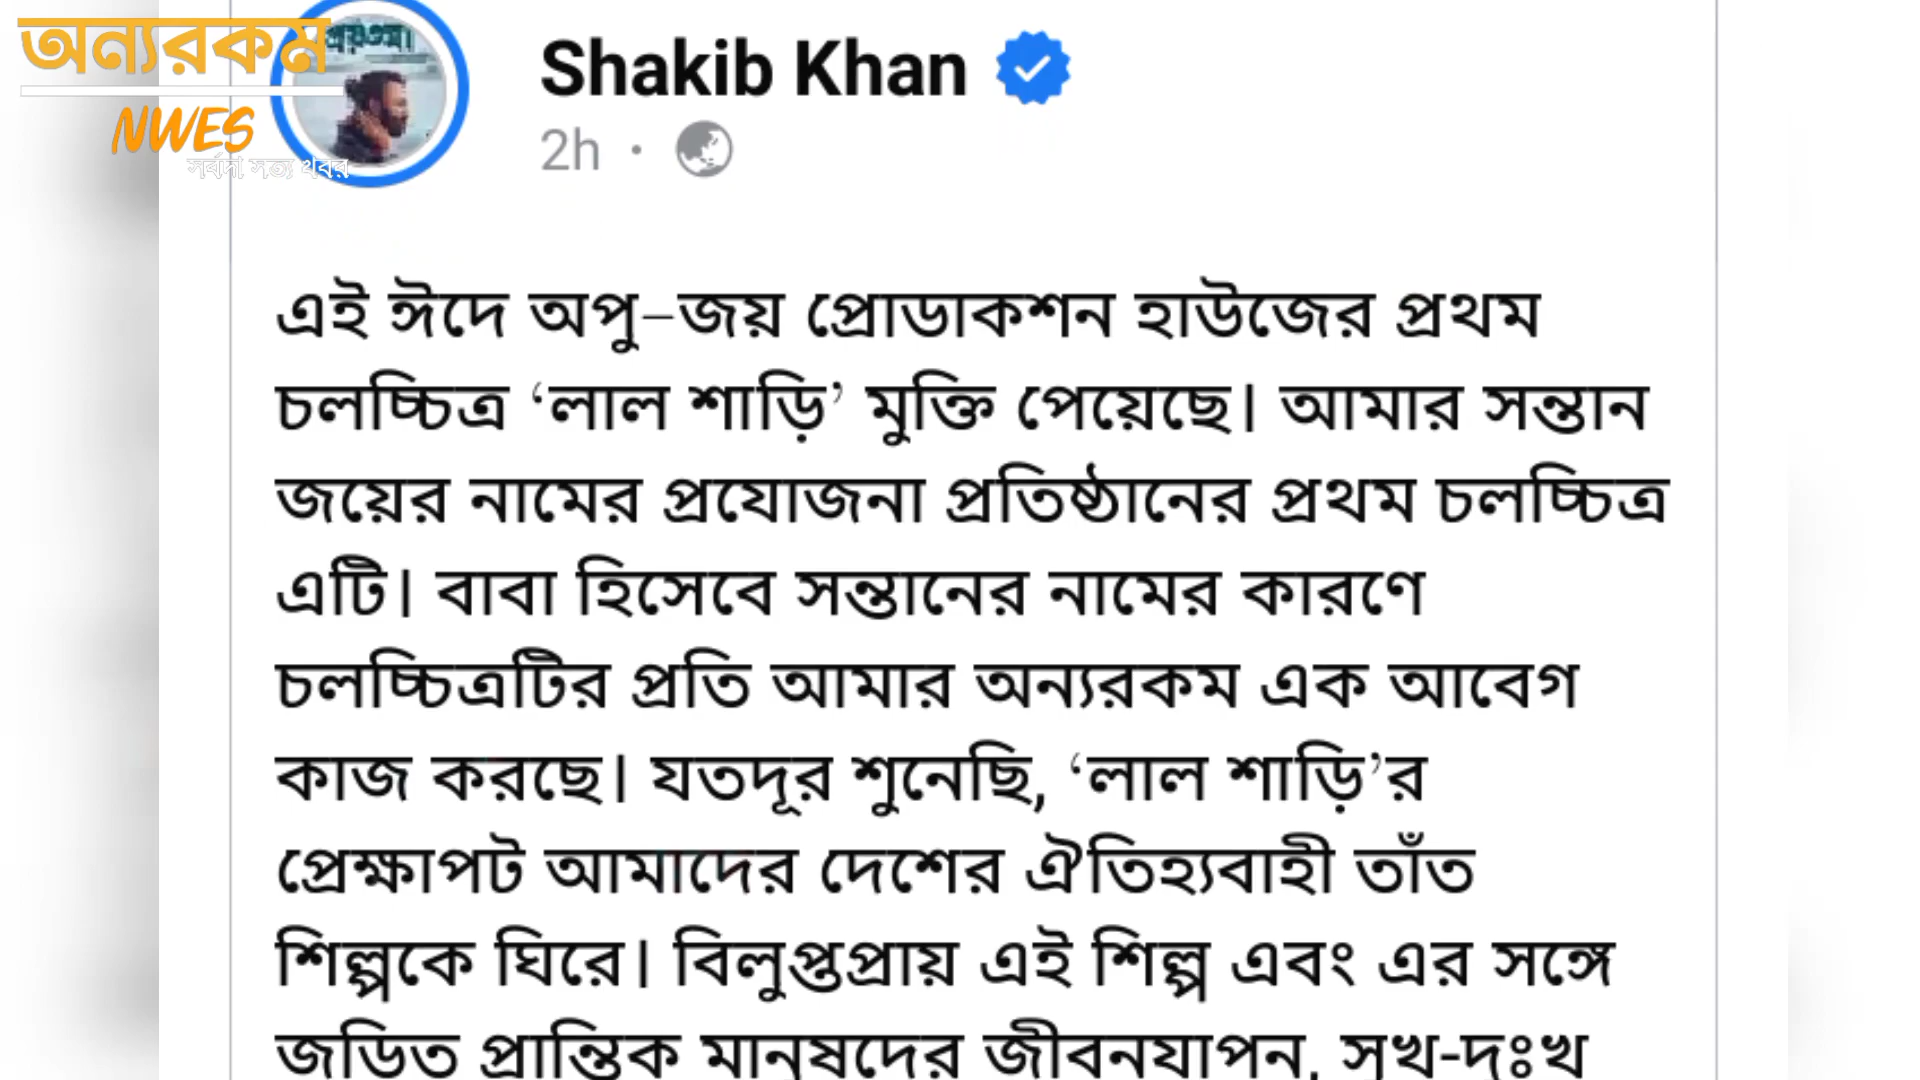 অন্যরকম
NWES
সর্বদা সত্য খবর
Shakib Khan
2h ·
এই ঈদে অপু–জয় প্রোডাকশন হাউজের প্রথম
চলচ্চিত্র ‘লাল শাড়ি’ মুক্তি পেয়েছে। আমার সন্তান
জয়ের নামের প্রযোজনা প্রতিষ্ঠানের প্রথম চলচ্চিত্র
এটি। বাবা হিসেবে সন্তানের নামের কারণে
চলচ্চিত্রটির প্রতি আমার অন্যরকম এক আবেগ
কাজ করছে। যতদূর শুনেছি, ‘লাল শাড়ি’র
প্রেক্ষাপট আমাদের দেশের ঐতিহ্যবাহী তাঁত
শিল্পকে ঘিরে। বিলুপ্তপ্রায় এই শিল্প এবং এর সঙ্গে
জড়িত প্রান্তিক মানুষদের জীবনযাপন, সুখ-দুঃখ